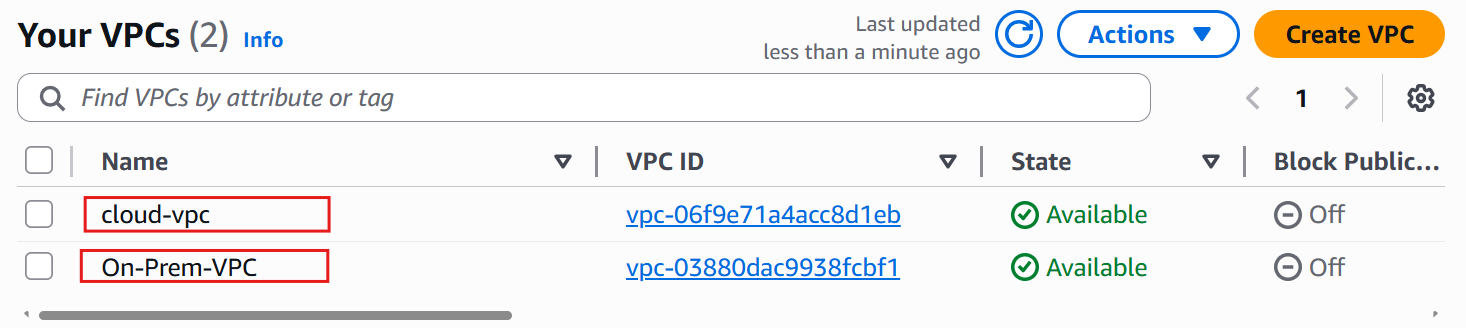 Your VPCs (2) Info
Last updated
less than a minute ago
Actions
Create VPC
Find VPCs by attribute or tag
1
Name VPC ID State Block Public...
cloud-vpc vpc-06f9e71a4acc8d1eb Available Off
On-Prem-VPC vpc-03880dac9938fcbf1 Available Off